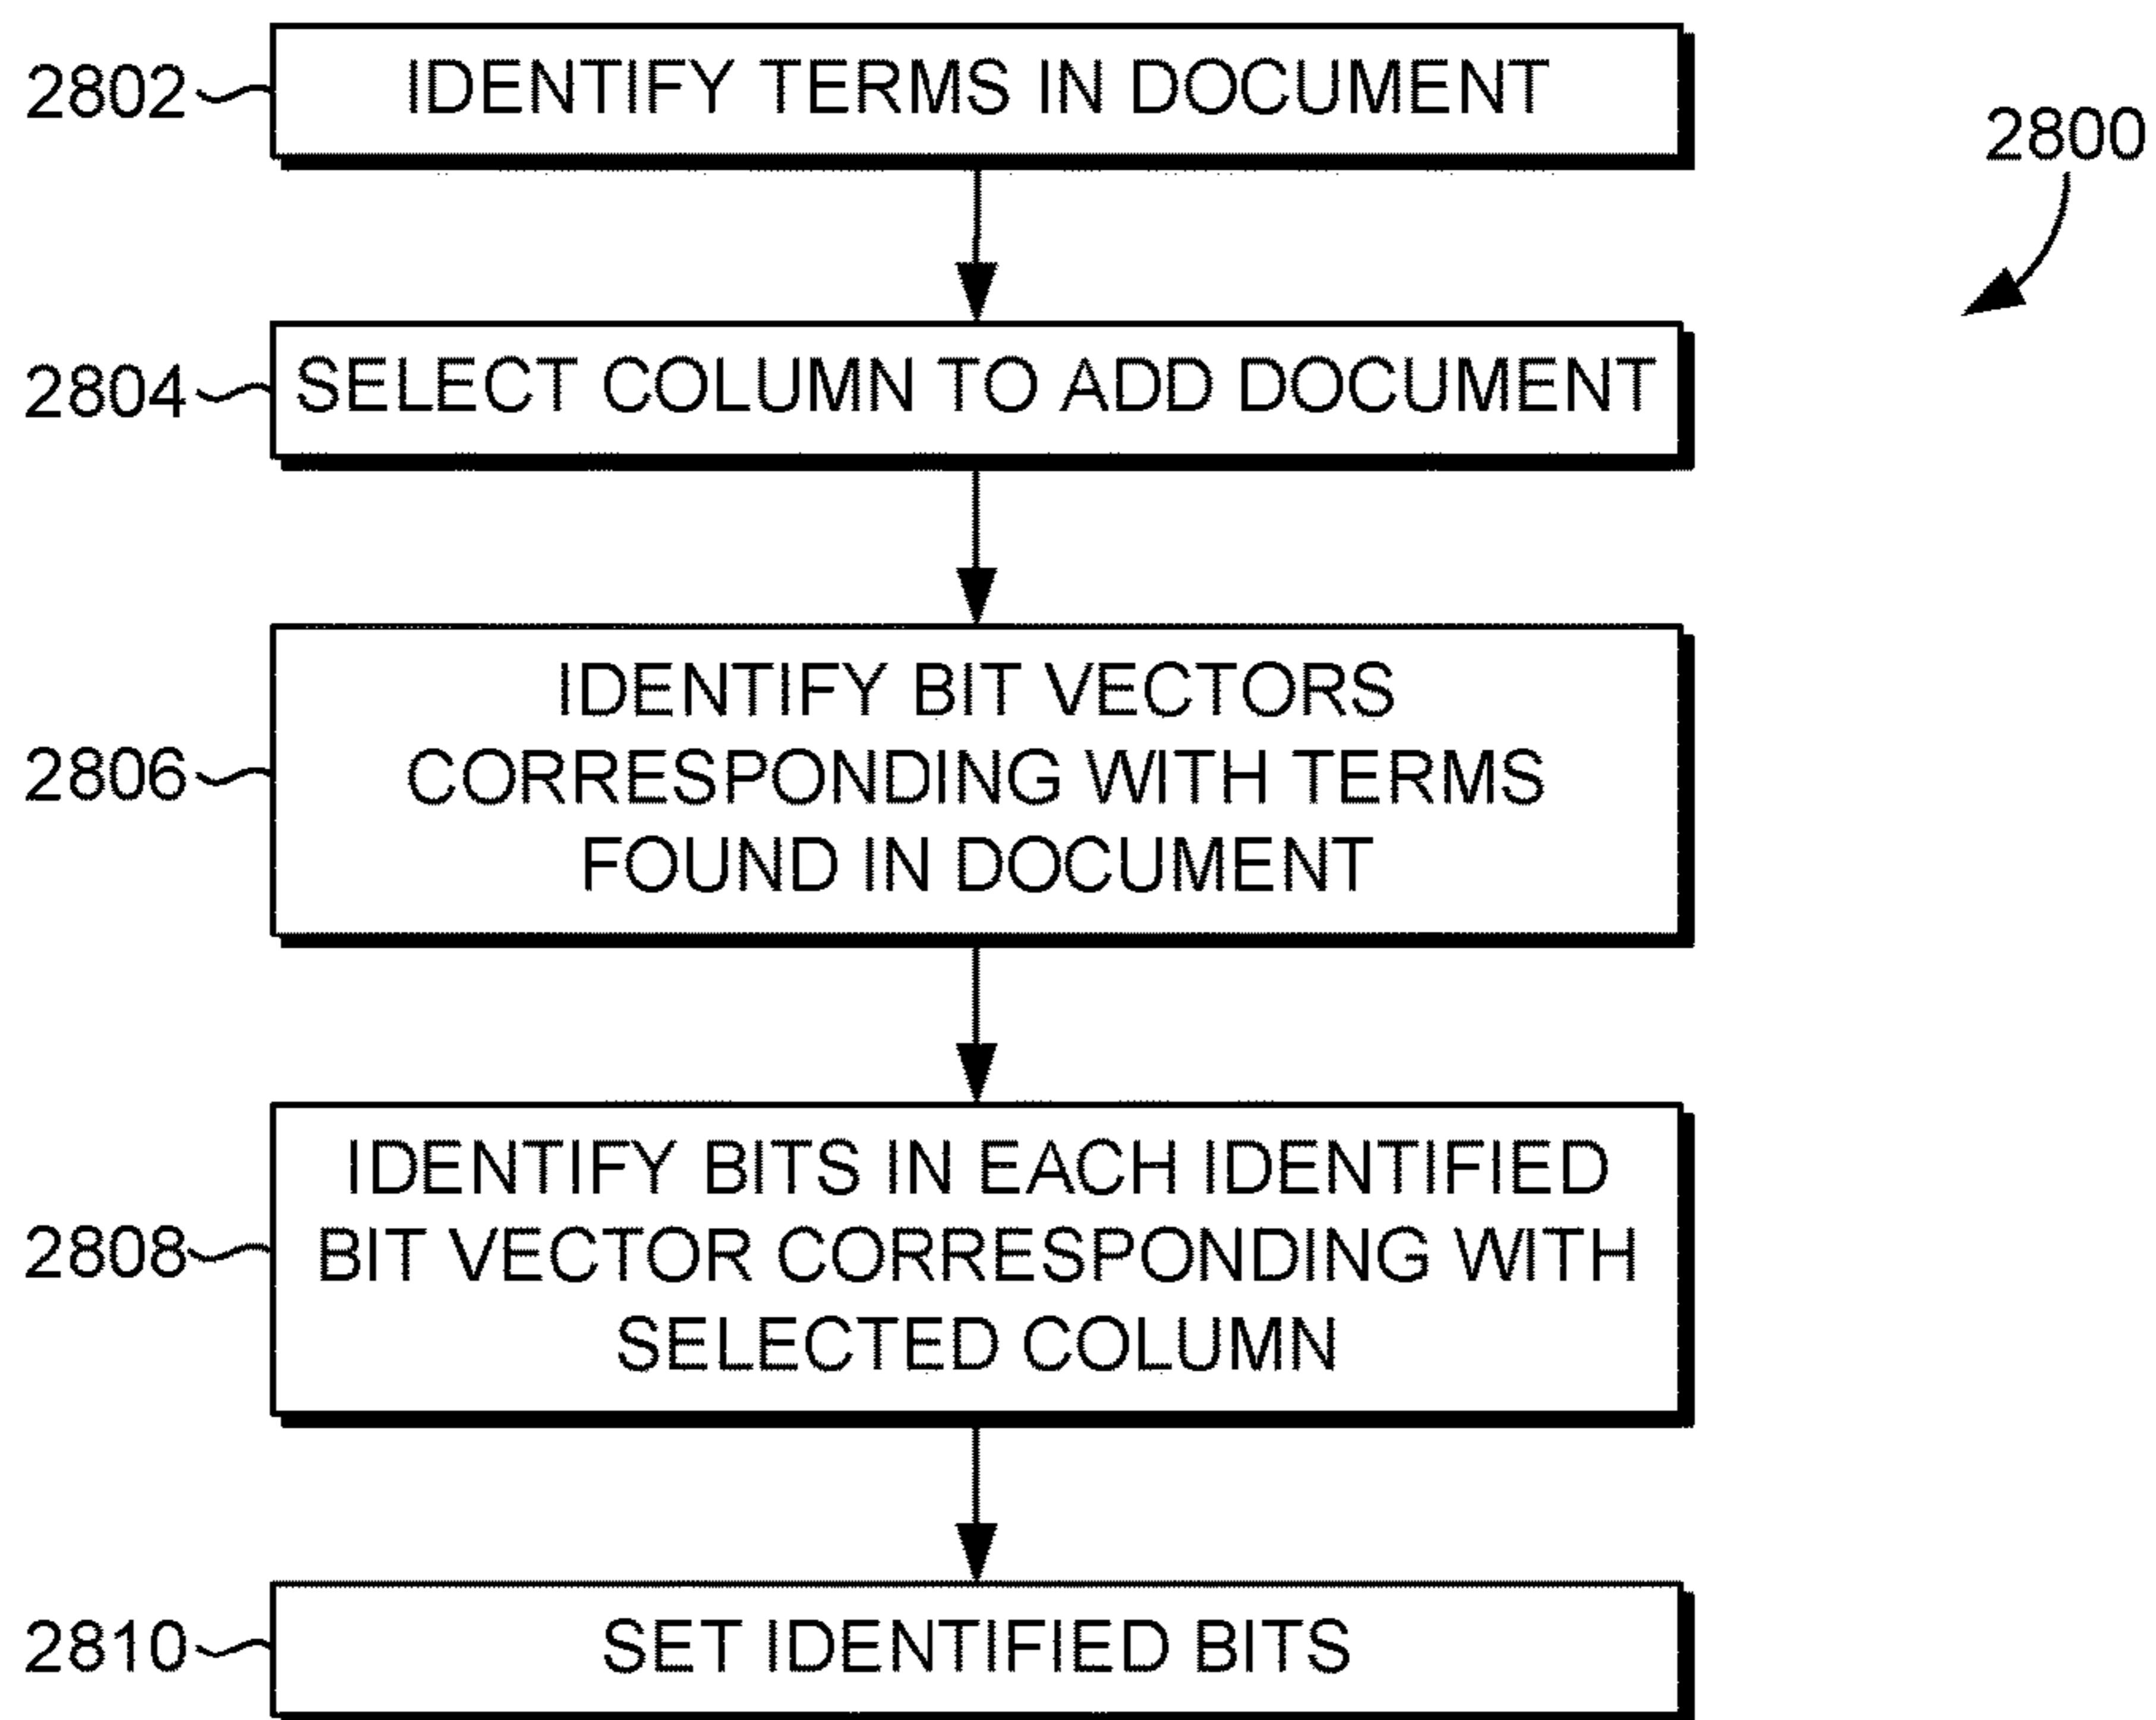 2802 IDENTIFY TERMS IN DOCUMENT
2800
2804 SELECT COLUMN TO ADD DOCUMENT
IDENTIFY BIT VECTORS
2806 CORRESPONDING WITH TERMS
FOUND IN DOCUMENT
IDENTIFY BITS IN EACH IDENTIFIED
2808 BIT VECTOR CORRESPONDING WITH
SELECTED COLUMN
2810 SET IDENTIFIED BITS